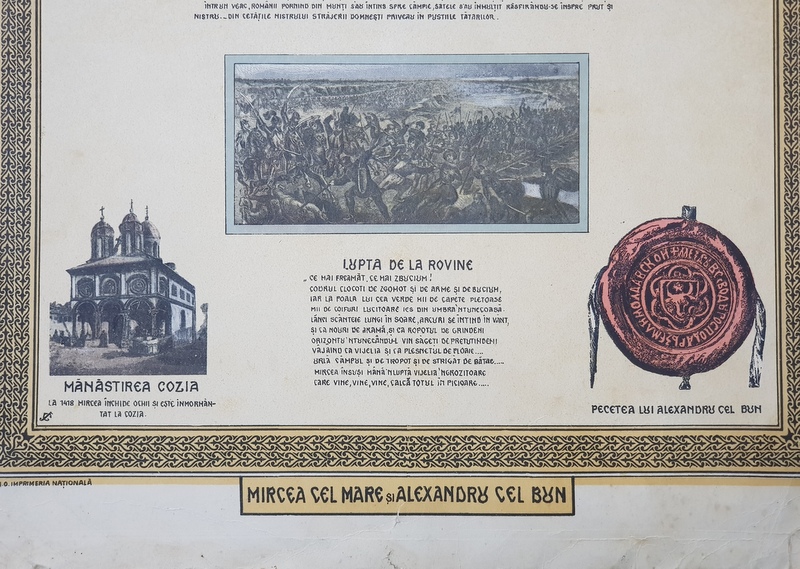 ÎNTRUN VEAC, ROMÂNII PORNIND DIN MUNȚI SAU ÎNTINS SPRE CÂMPIE, SATELE SAU ÎNMULȚIT RĂSFIRÂNDU-SE ÎNSPRE PRUT ȘI
NISTRU... DIN CETĂȚILE NISTRULUI STRĂJERII DOMNEȘTI PRIVEAU ÎN PUSTIILE TĂTARILOR.
LUPTA DE LA ROVINE
„CE MAI FREAMĂT, CE MAI ZBUCIUM!
CODRUL CLOCOTI DE ZGOMOT ȘI DE ARME ȘI DE BUCIUM,
IAR LA POALA LUI CEA VERDE MII DE CAPETE PLETOASE
MII DE COIFURI LUCITOARE IES DIN UMBRA'NTUNECOASĂ.
LĂNCI SCÂNTEIE LUNGI ÎN SOARE, ARCURI SE ÎNTIND ÎN VÂNT,
ȘI CA NOURI DE ARAMĂ, ȘI CA ROPOTUL DE GRINDENI
ORIZONTU'NTUNECÂNDUL VIN SĂGEȚI DE PRETUTINDENI
VÂJÂIND CA VIJELIA ȘI CA PLESNETUL DE PLOAIE....
URLĂ CÂMPUL ȘI DE TROPOT ȘI DE STRIGĂT DE BĂTAE....
MIRCEA ÎNSUȘI MÂNĂ'N LUPTĂ VIJELIA 'NGROZITOARE
CARE VINE, VINE, VINE, CALCĂ TOTUL ÎN PICIOARE.....
MĂNĂSTIREA COZIA
LA 1418 MIRCEA ÎNCHIDE OCHII ȘI ESTE ÎNMORMÂN-
TAT LA COZIA.
PECETEA LUI ALEXANDRU CEL BUN
I.G. IMPRIMERIA NAȚIONALĂ
MIRCEA CEL MARE ȘI ALEXANDRU CEL BUN